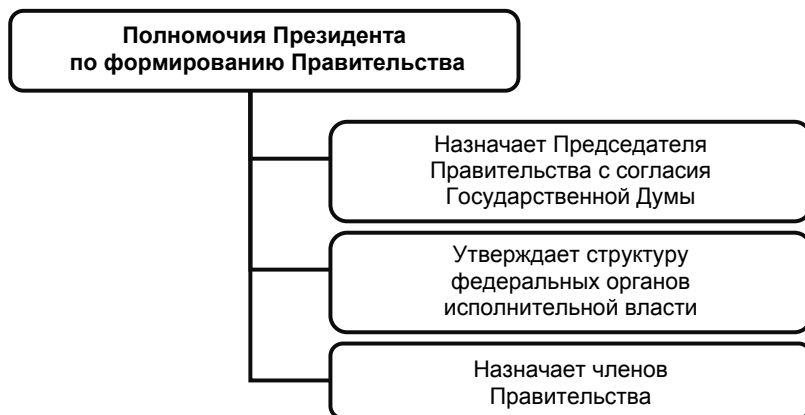 Полномочия Президента
по формированию Правительства
Назначает Председателя
Правительства с согласия
Государственной Думы
Утверждает структуру
федеральных органов
исполнительной власти
Назначает членов
Правительства